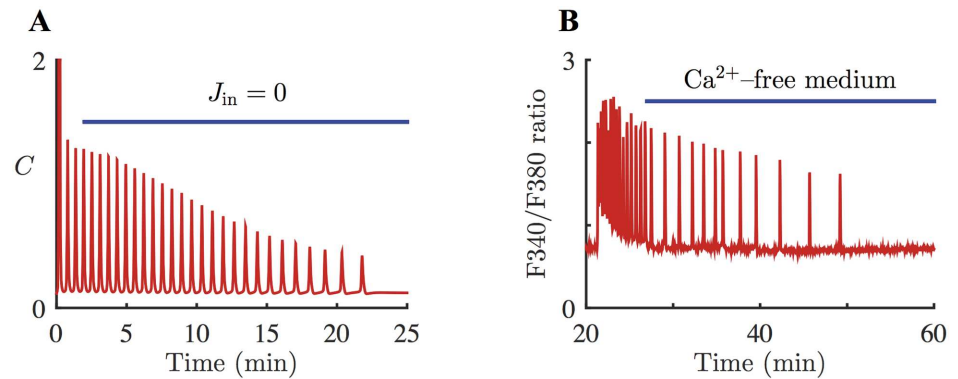 A
2
J_in = 0
C
0
0 5 10 15 20 25
Time (min)
B
3
Ca²⁺–free medium
F340/F380 ratio
0
20 40 60
Time (min)